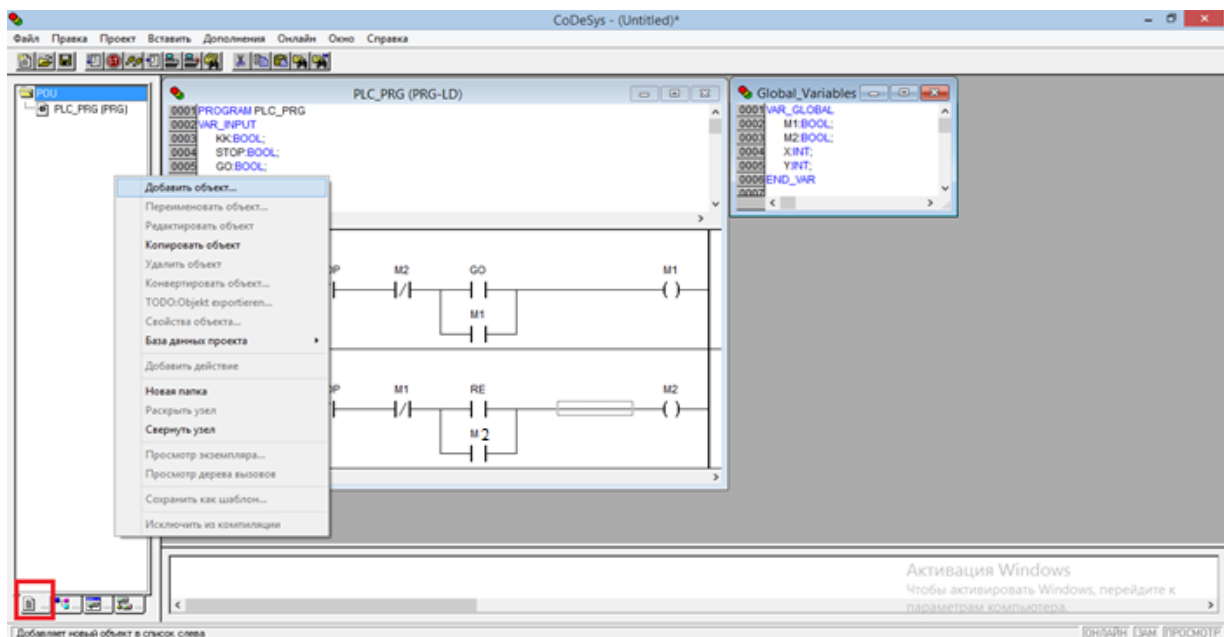 CoDeSys - (Untitled)*
Файл Правка Проект Вставить Дополнения Онлайн Окно Справка
POU
PLC_PRG (PRG)
PLC_PRG (PRG-LD)
0001 PROGRAM PLC_PRG
0002 VAR_INPUT
0003 KK:BOOL;
0004 STOP:BOOL;
0005 GO:BOOL;
Global_Variables
0001 VAR_GLOBAL
0002 M1:BOOL;
0003 M2:BOOL;
0004 X:INT;
0005 Y:INT;
0006 END_VAR
0007
Добавить объект...
Переименовать объект...
Редактировать объект
Копировать объект
Удалить объект
Конвертировать объект...
TODO:Objekt exportieren...
Свойства объекта...
База данных проекта
Добавить действие
Новая папка
Раскрыть узел
Свернуть узел
Просмотр экземпляра...
Просмотр дерева вызовов
Сохранить как шаблон...
Исключить из компиляции
M2 GO M1
M1
M1 RE M2
M2
Активация Windows
Чтобы активировать Windows, перейдите к
параметрам компьютера.
Добавляет новый объект в список слева
ОНЛАЙН ЗАМ ПРОСМОТР